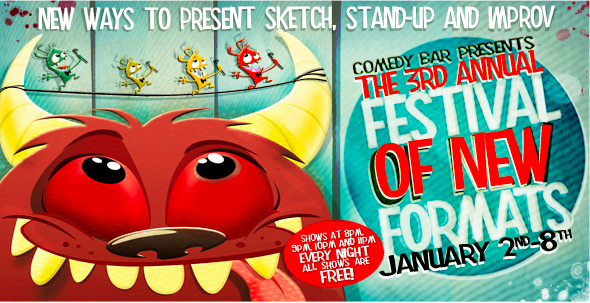 NEW WAYS TO PRESENT SKETCH, STAND-UP AND IMPROV
COMEDY BAR PRESENTS
THE 3RD ANNUAL
FESTIVAL
OF NEW
FORMATS
JANUARY 2ND-8TH
SHOWS AT 8PM,
9PM, 10PM AND 11PM
EVERY NIGHT
ALL SHOWS ARE
FREE!